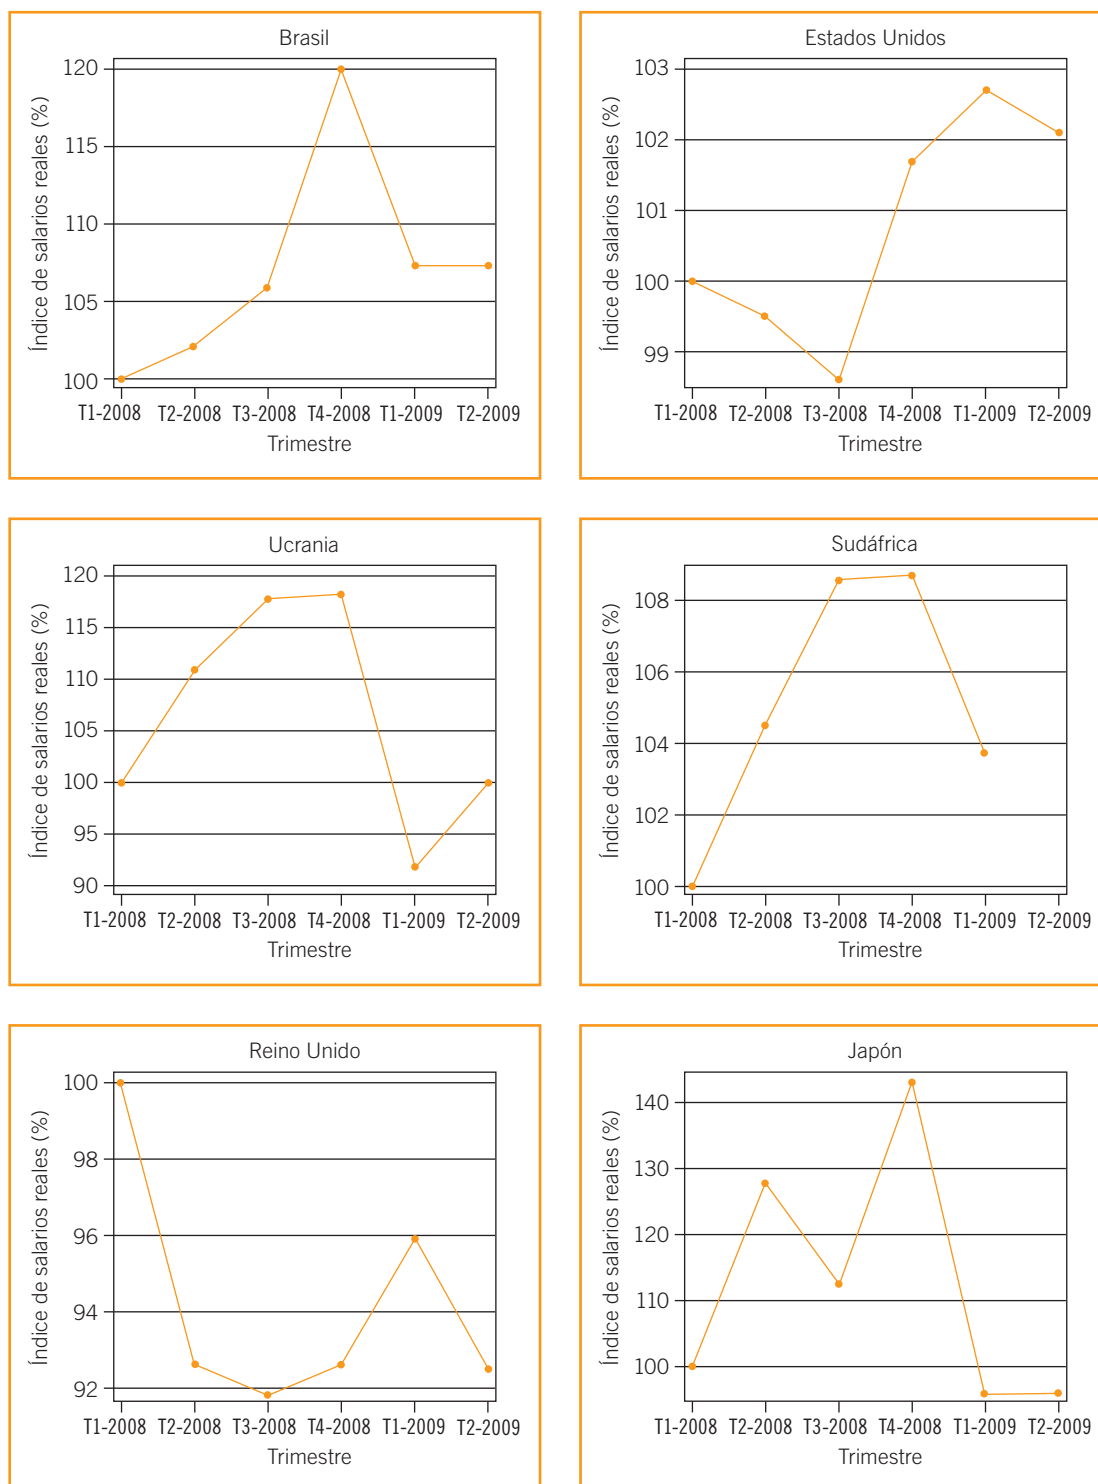 Brasil
Índice de salarios reales (%)
120
115
110
105
100
T1-2008 T2-2008 T3-2008 T4-2008 T1-2009 T2-2009
Trimestre
Estados Unidos
Índice de salarios reales (%)
103
102
101
100
99
T1-2008 T2-2008 T3-2008 T4-2008 T1-2009 T2-2009
Trimestre
Ucrania
Índice de salarios reales (%)
120
115
110
105
100
95
90
T1-2008 T2-2008 T3-2008 T4-2008 T1-2009 T2-2009
Trimestre
Sudáfrica
Índice de salarios reales (%)
108
106
104
102
100
T1-2008 T2-2008 T3-2008 T4-2008 T1-2009 T2-2009
Trimestre
Reino Unido
Índice de salarios reales (%)
100
98
96
94
92
T1-2008 T2-2008 T3-2008 T4-2008 T1-2009 T2-2009
Trimestre
Japón
Índice de salarios reales (%)
140
130
120
110
100
T1-2008 T2-2008 T3-2008 T4-2008 T1-2009 T2-2009
Trimestre